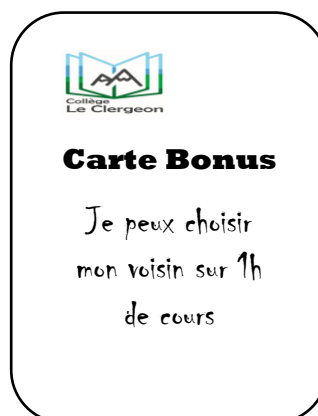 Collège
Le Clergeon
Carte Bonus
Je peux choisir
mon voisin sur 1h
de cours